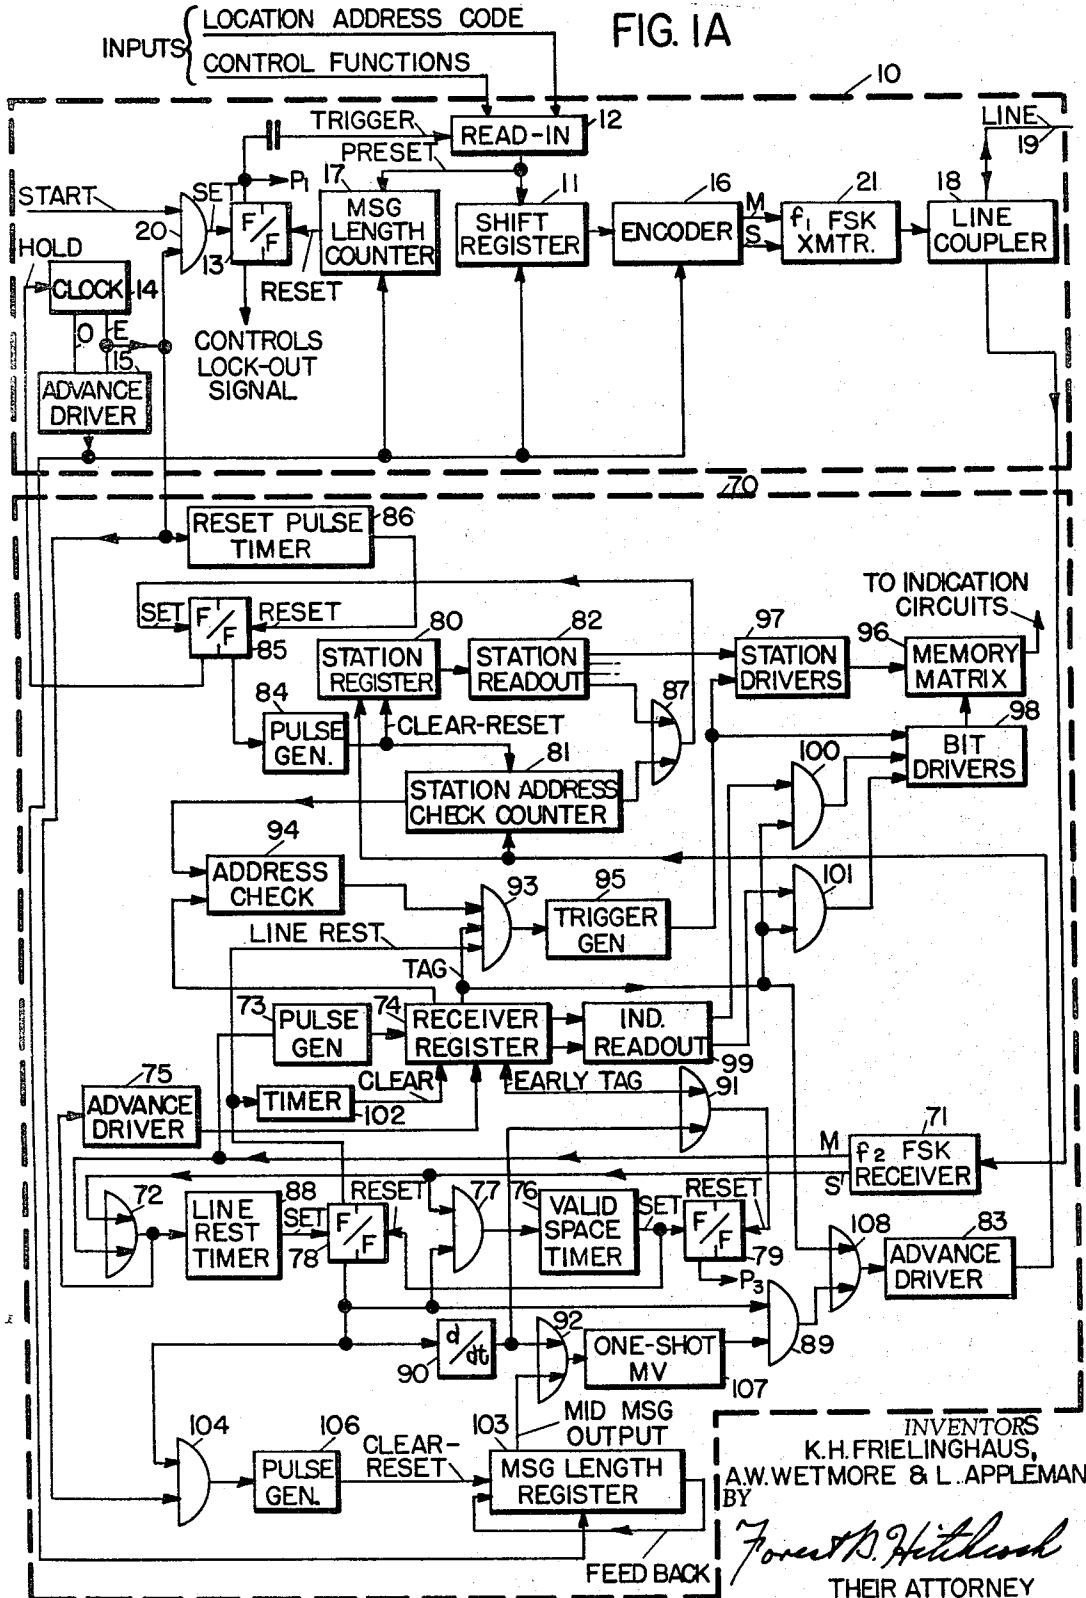 LOCATION ADDRESS CODE
FIG. 1A
INPUTS
CONTROL FUNCTIONS
10
TRIGGER
READ-IN
12
LINE
19
PRESET
P1
17
11
16
21
18
START
SET
F/F
MSG
LENGTH
COUNTER
SHIFT
REGISTER
ENCODER
M
S
f1 FSK
XMTR.
LINE
COUPLER
20
13
RESET
HOLD
CLOCK
14
O
E
15
ADVANCE
DRIVER
CONTROLS
LOCK-OUT
SIGNAL
70
RESET PULSE
TIMER
86
SET
F/F
RESET
85
TO INDICATION
CIRCUITS
80
82
97
96
STATION
REGISTER
STATION
READOUT
STATION
DRIVERS
MEMORY
MATRIX
84
PULSE
GEN.
CLEAR-RESET
87
98
BIT
DRIVERS
81
STATION ADDRESS
CHECK COUNTER
100
94
ADDRESS
CHECK
93
95
TRIGGER
GEN
101
LINE REST
TAG
73
PULSE
GEN
74
RECEIVER
REGISTER
IND.
READOUT
99
75
ADVANCE
DRIVER
TIMER
102
CLEAR
EARLY TAG
91
71
M
S
f2 FSK
RECEIVER
72
LINE
REST
TIMER
88
SET
F/F
78
RESET
77
76
VALID
SPACE
TIMER
SET
RESET
F/F
79
P3
108
83
ADVANCE
DRIVER
90
d/dt
92
ONE-SHOT
MV
107
89
MID MSG
OUTPUT
104
106
PULSE
GEN.
CLEAR-
RESET
103
MSG LENGTH
REGISTER
FEED BACK
INVENTORS
K.H. FRIELINGHAUS,
A.W. WETMORE & L. APPLEMAN
BY
Forest B. Hitchcock
THEIR ATTORNEY